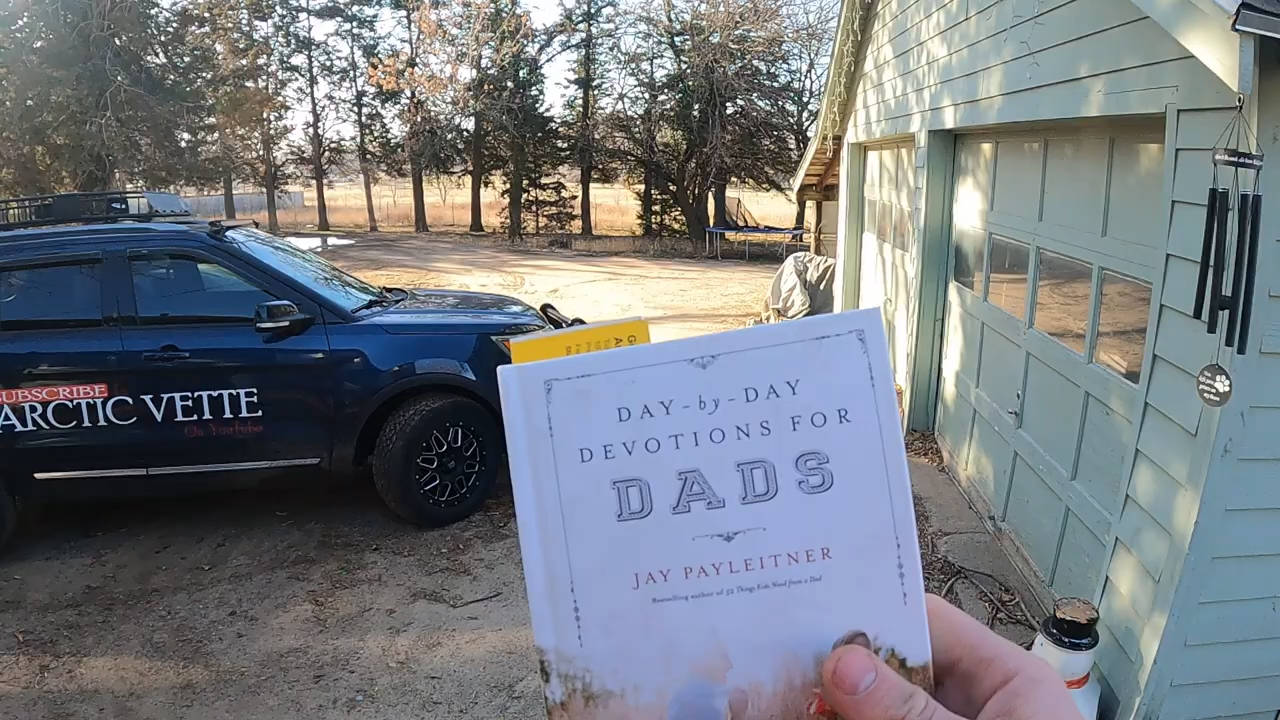 SUBSCRIBE
ARCTIC VETTE
On YouTube
DAY-by-DAY
DEVOTIONS FOR
DADS
JAY PAYLEITNER
Bestselling author of 52 Things Kids Need from a Dad